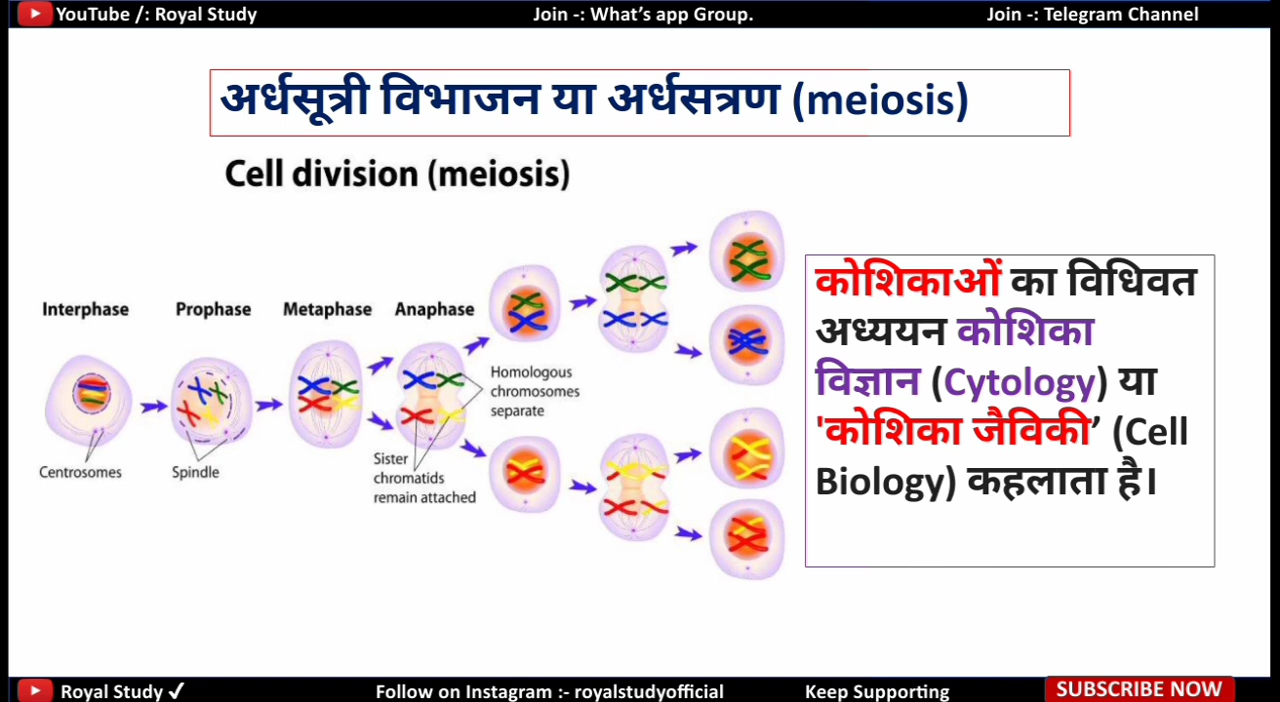 YouTube /: Royal Study
Join -: What’s app Group.
Join -: Telegram Channel
अर्धसूत्री विभाजन या अर्धसत्रण (meiosis)
Cell division (meiosis)
Interphase
Prophase
Metaphase
Anaphase
Centrosomes
Spindle
Homologous
chromosomes
separate
Sister
chromatids
remain attached
कोशिकाओं का विधिवत
अध्ययन कोशिका
विज्ञान (Cytology) या
'कोशिका जैविकी’ (Cell
Biology) कहलाता है।
Royal Study ✓
Follow on Instagram :- royalstudyofficial
Keep Supporting
SUBSCRIBE NOW